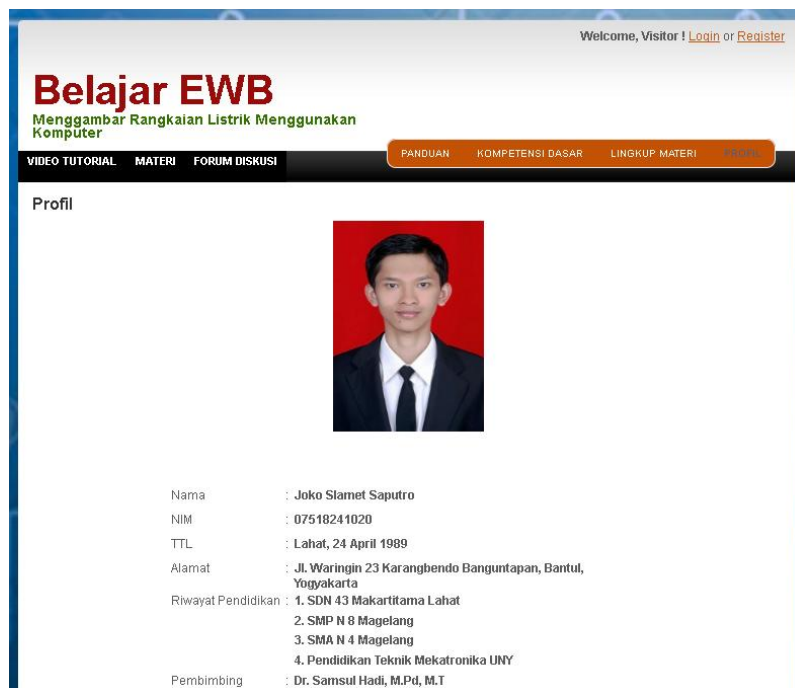 Welcome, Visitor ! Login or Register
Belajar EWB
Menggambar Rangkaian Listrik Menggunakan
Komputer
VIDEO TUTORIAL MATERI FORUM DISKUSI
PANDUAN KOMPETENSI DASAR LINGKUP MATERI PROFIL
Profil
Nama : Joko Slamet Saputro
NIM : 07518241020
TTL : Lahat, 24 April 1989
Alamat : Jl. Waringin 23 Karangbendo Banguntapan, Bantul,
Yogyakarta
Riwayat Pendidikan : 1. SDN 43 Makartitama Lahat
2. SMP N 8 Magelang
3. SMA N 4 Magelang
4. Pendidikan Teknik Mekatronika UNY
Pembimbing : Dr. Samsul Hadi, M.Pd, M.T